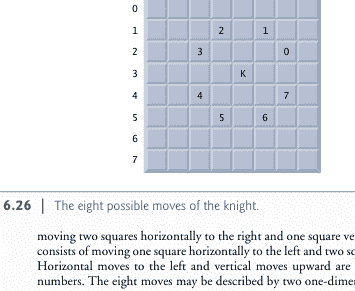 0
1 2 1
2 3 0
3 K
4 4 7
5 5 6
6
7
6.26 | The eight possible moves of the knight.
moving two squares horizontally to the right and one square ve
consists of moving one square horizontally to the left and two sq
Horizontal moves to the left and vertical moves upward are
numbers. The eight moves may be described by two one-dime